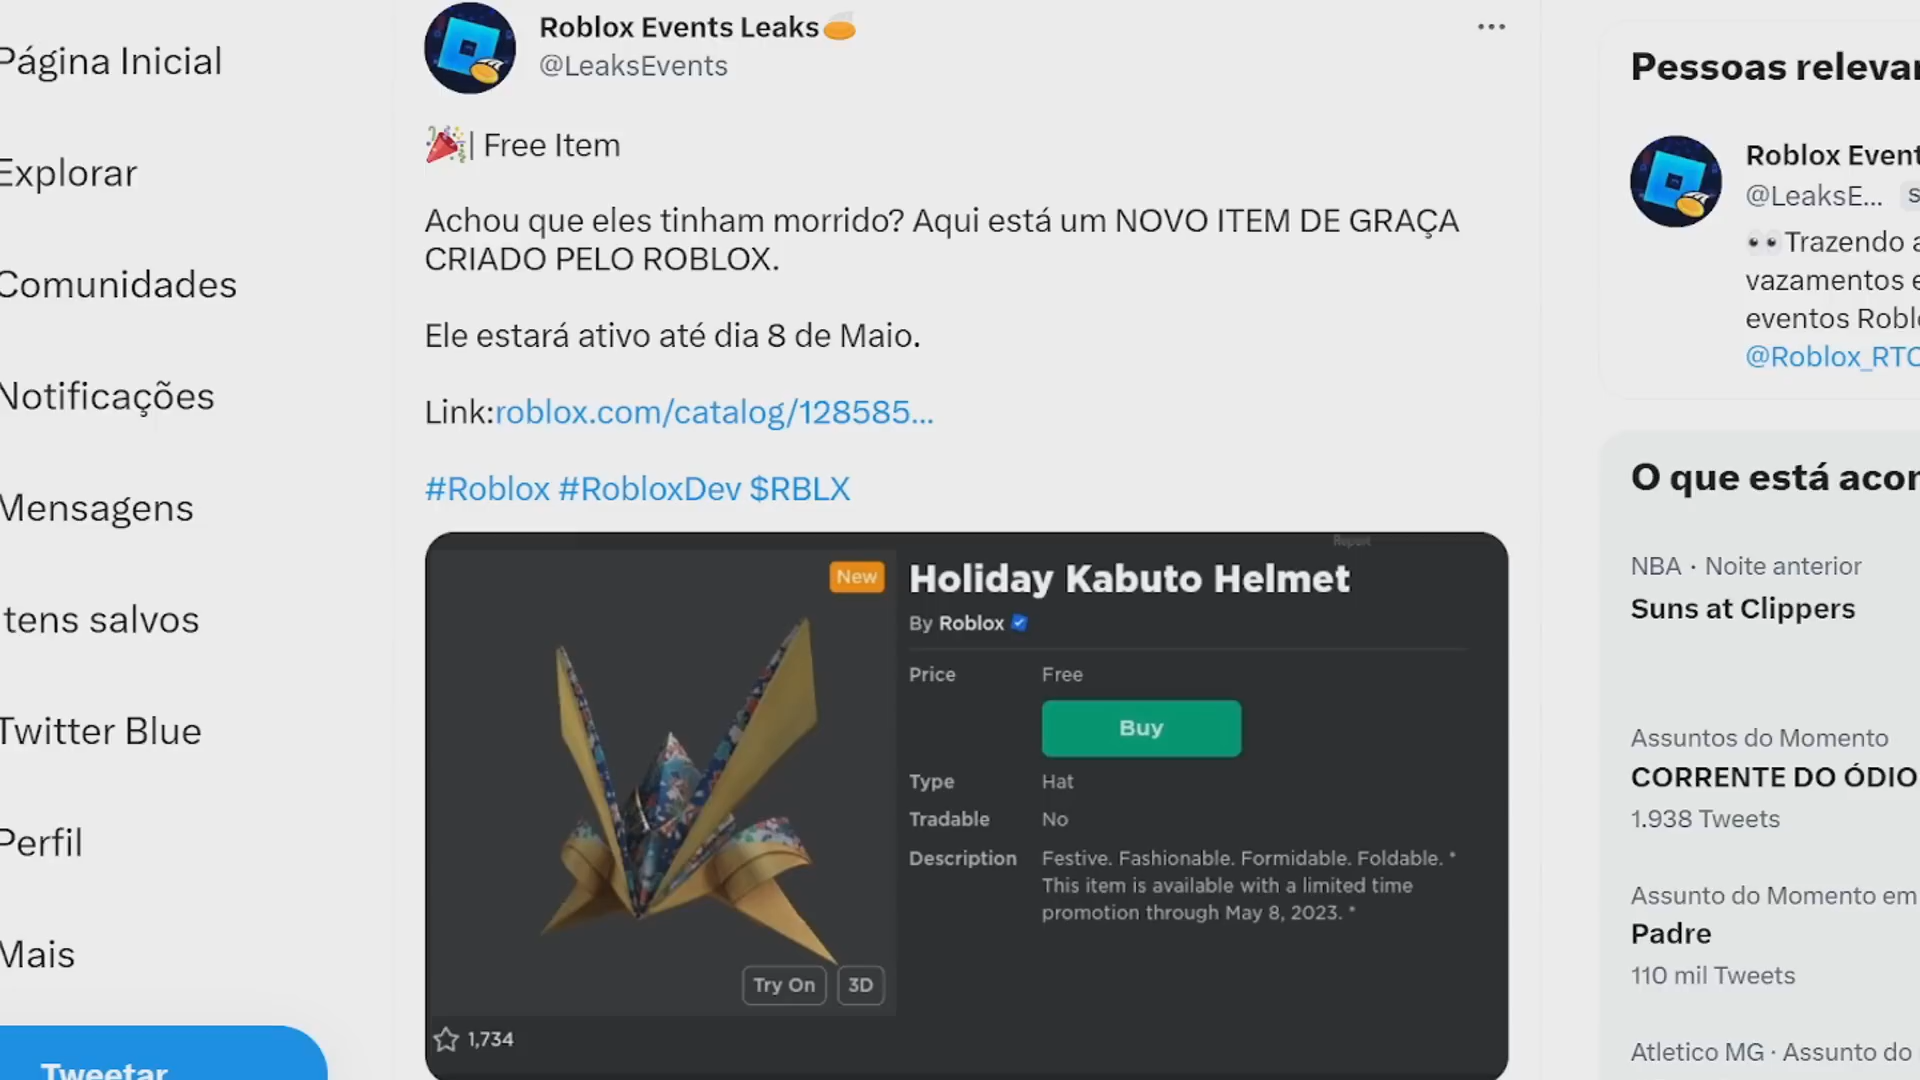 Página Inicial
Explorar
Comunidades
Notificações
Mensagens
tens salvos
Twitter Blue
Perfil
Mais
Tweetar
Roblox Events Leaks
@LeaksEvents
| Free Item
Achou que eles tinham morrido? Aqui está um NOVO ITEM DE GRAÇA
CRIADO PELO ROBLOX.
Ele estará ativo até dia 8 de Maio.
Link:roblox.com/catalog/128585...
#Roblox #RobloxDev $RBLX
Report
New
Holiday Kabuto Helmet
By Roblox
Price Free
Buy
Type Hat
Tradable No
Description Festive. Fashionable. Formidable. Foldable. *
This item is available with a limited time
promotion through May 8, 2023. *
Try On 3D
1,734
Pessoas releva
Roblox Event
@LeaksE... S
Trazendo a
vazamentos e
eventos Roblo
@Roblox_RTC
O que está acon
NBA · Noite anterior
Suns at Clippers
Assuntos do Momento
CORRENTE DO ÓDIO
1.938 Tweets
Assunto do Momento em
Padre
110 mil Tweets
Atletico MG · Assunto do